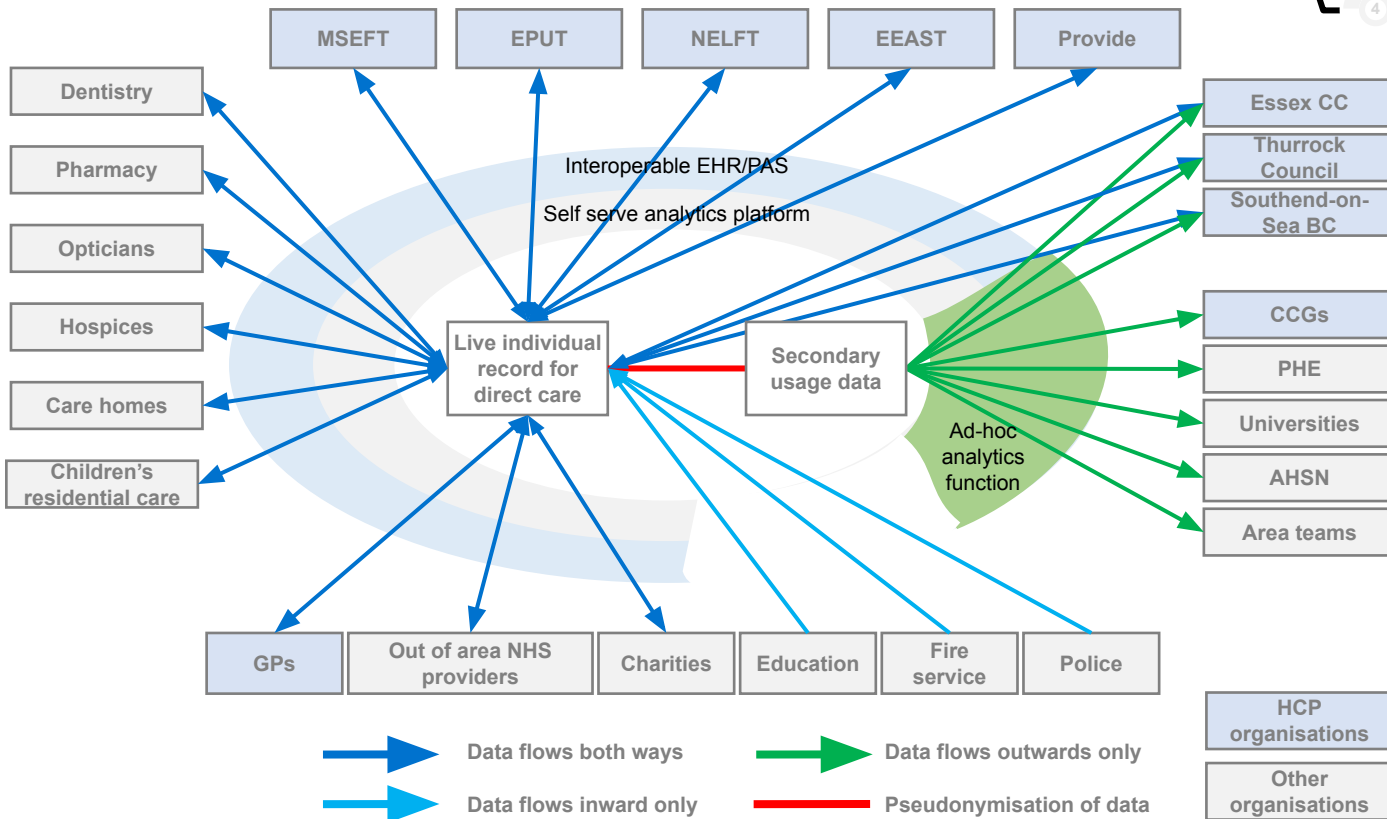 4
MSEFT
EPUT
NELFT
EEAST
Provide
Dentistry
Pharmacy
Opticians
Hospices
Care homes
Children’s
residential care
Essex CC
Thurrock
Council
Southend-on-
Sea BC
CCGs
PHE
Universities
AHSN
Area teams
Interoperable EHR/PAS
Self serve analytics platform
Live individual
record for
direct care
Secondary
usage data
Ad-hoc
analytics
function
GPs
Out of area NHS
providers
Charities
Education
Fire
service
Police
Data flows both ways
Data flows outwards only
Data flows inward only
Pseudonymisation of data
HCP
organisations
Other
organisations